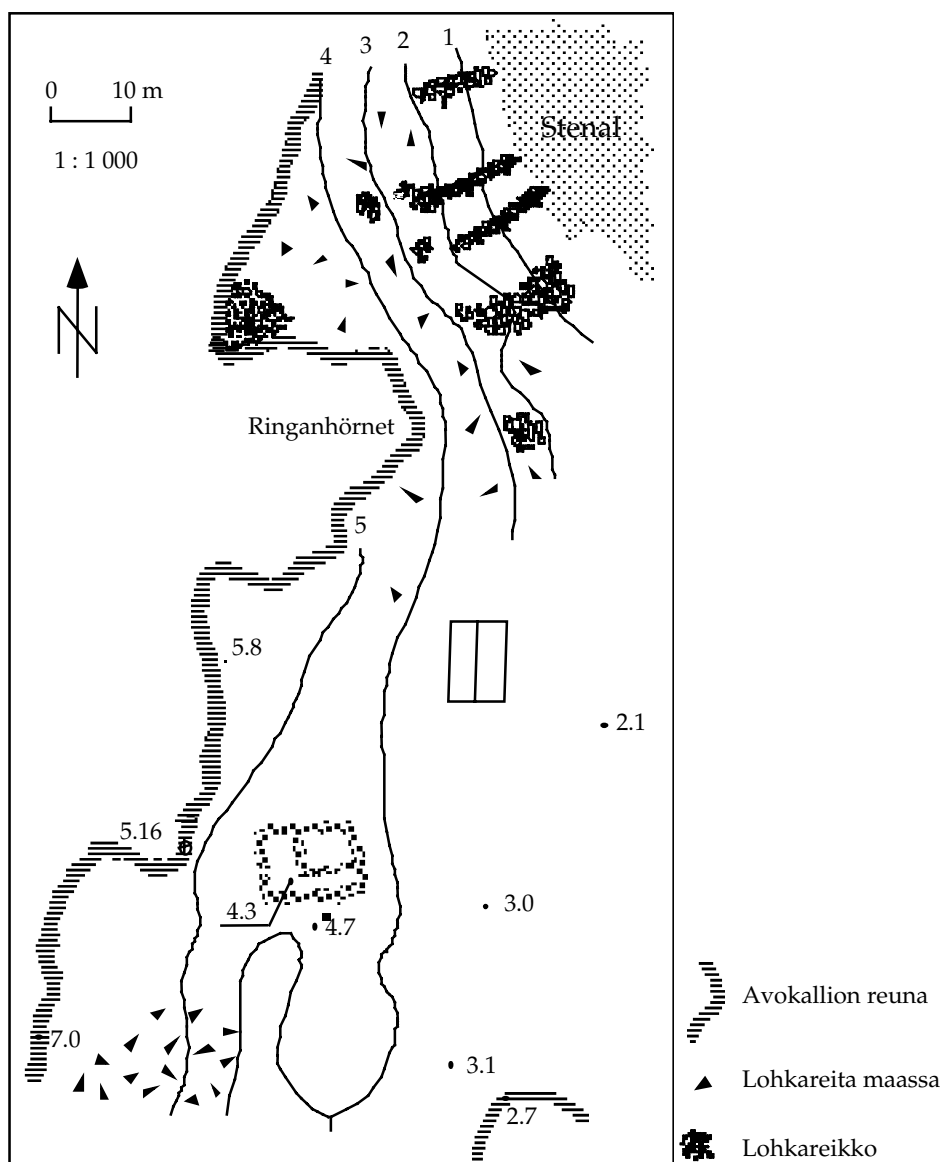 4 3 2 1
0 10 m
1 : 1 000
Stenal
N
Ringanhörnet
5
5.8
2.1
5.16
4.3
4.7
3.0
7.0
3.1
2.7
Avokallion reuna
Lohkareita maassa
Lohkareikko